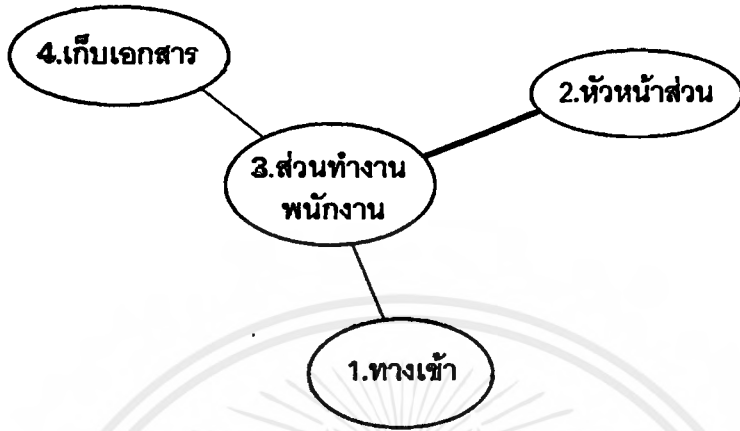 4.เก็บเอกสาร
2.หัวหน้าส่วน
3.ส่วนทำงาน
พนักงาน
1.ทางเข้า